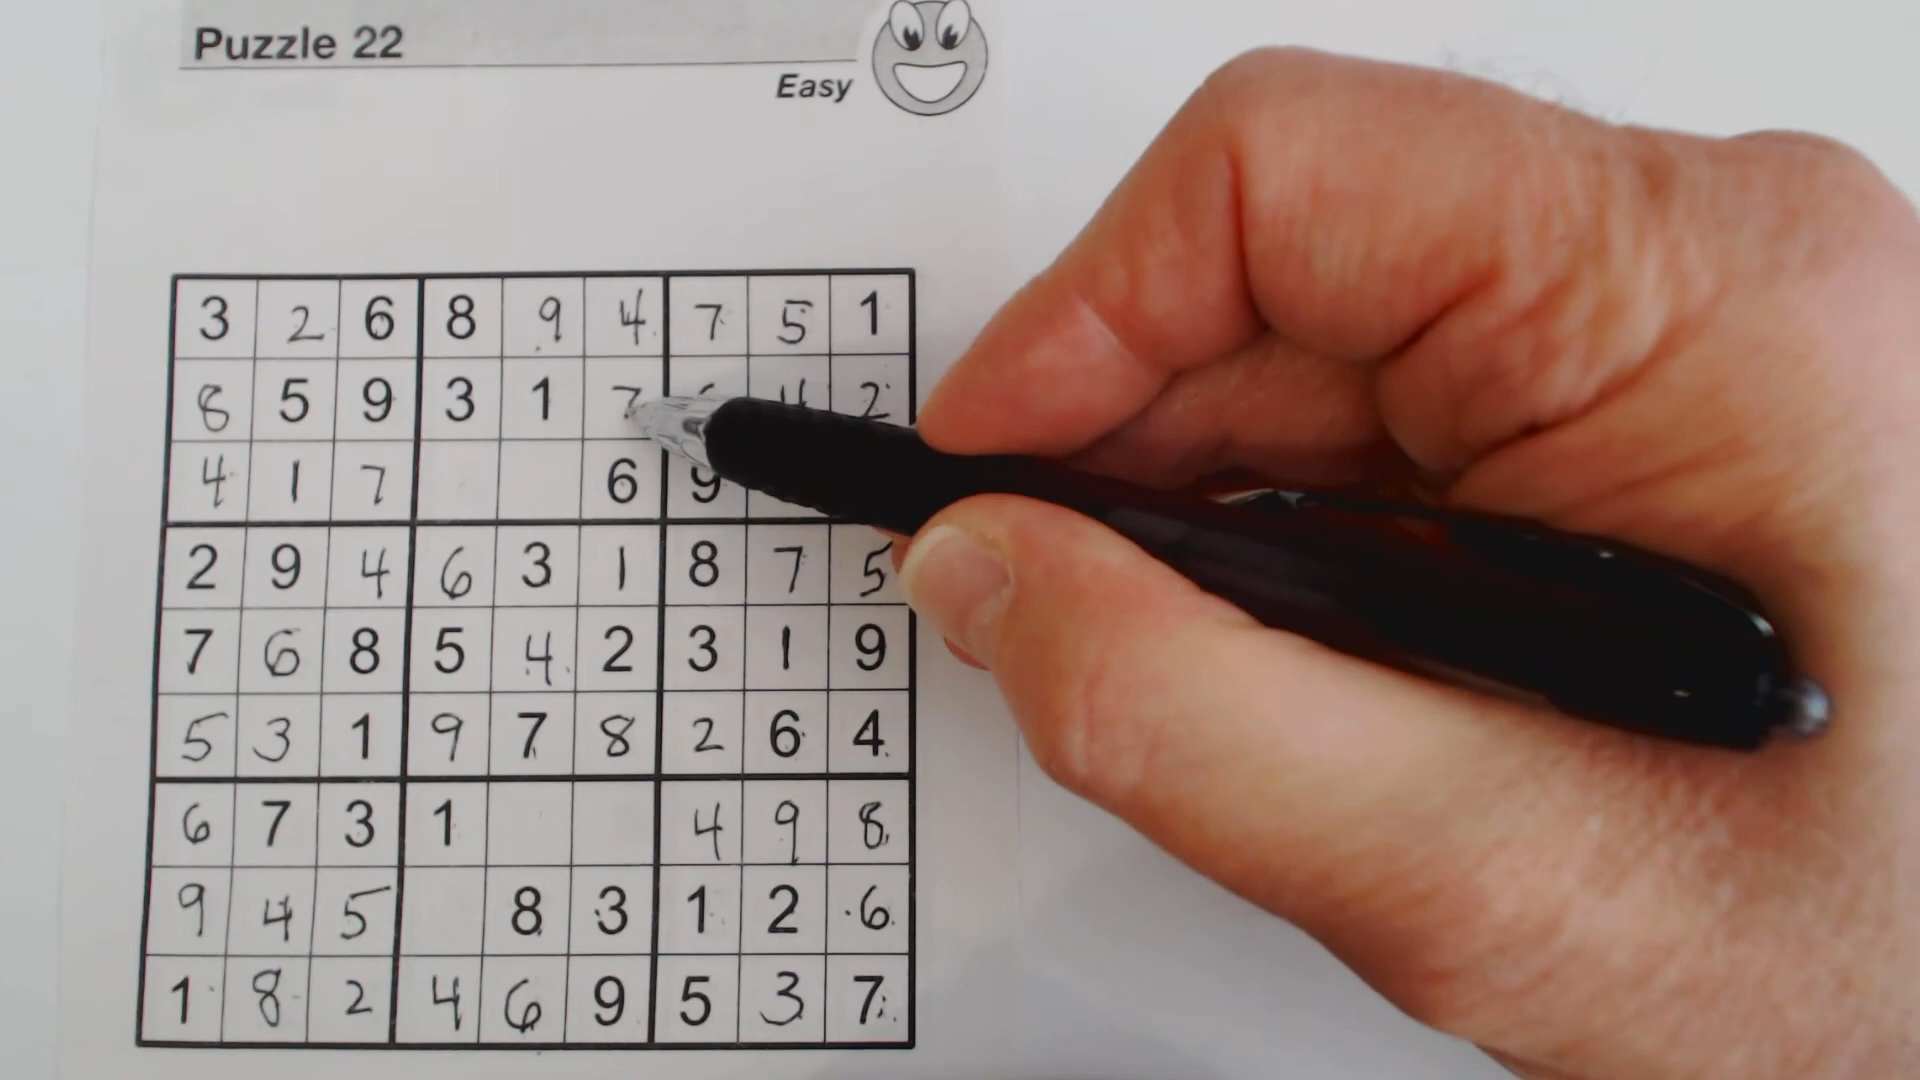 Puzzle 22
Easy
3 2 6 8 9 4 7 5 1
8 5 9 3 1 7 4 2
4 1 7 6 9
2 9 4 6 3 1 8 7 5
7 6 8 5 4 2 3 1 9
5 3 1 9 7 8 2 6 4
6 7 3 1 4 9 8
9 4 5 8 3 1 2 6
1 8 2 4 6 9 5 3 7